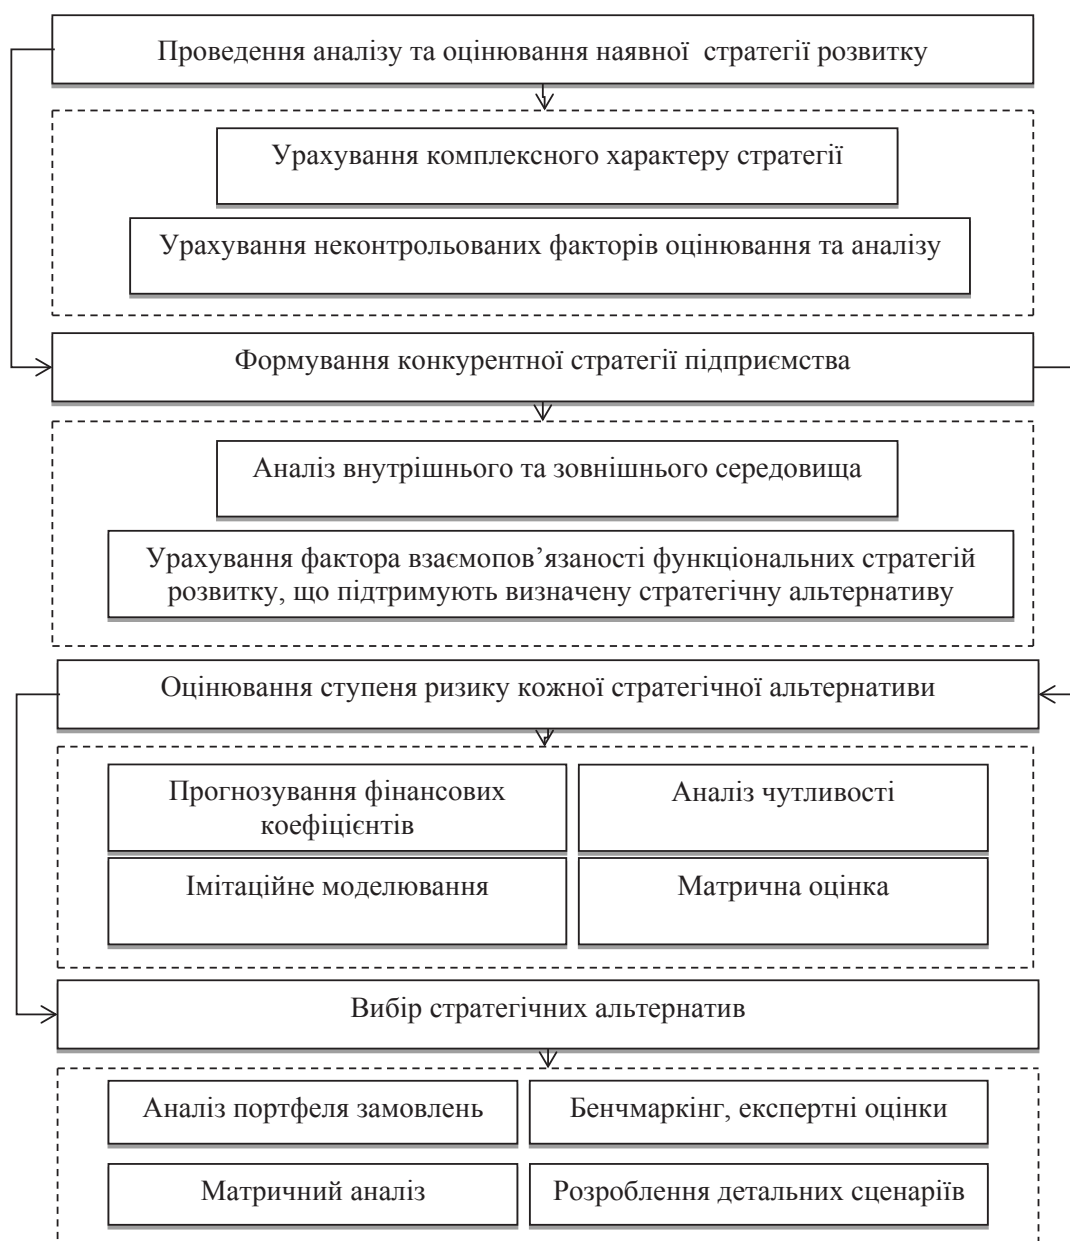 Проведення аналізу та оцінювання наявної стратегії розвитку
Урахування комплексного характеру стратегії
Урахування неконтрольованих факторів оцінювання та аналізу
Формування конкурентної стратегії підприємства
Аналіз внутрішнього та зовнішнього середовища
Урахування фактора взаємопов’язаності функціональних стратегій
розвитку, що підтримують визначену стратегічну альтернативу
Оцінювання ступеня ризику кожної стратегічної альтернативи
Прогнозування фінансових
коефіцієнтів
Аналіз чутливості
Імітаційне моделювання
Матрична оцінка
Вибір стратегічних альтернатив
Аналіз портфеля замовлень
Бенчмаркінг, експертні оцінки
Матричний аналіз
Розроблення детальних сценаріїв